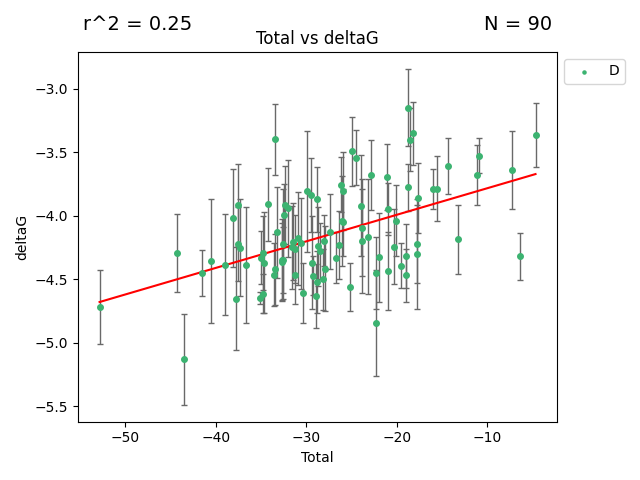 r^2 = 0.25
N = 90
Total vs deltaG
D
deltaG
−3.0
−3.5
−4.0
−4.5
−5.0
−5.5
−50
−40
−30
−20
−10
Total